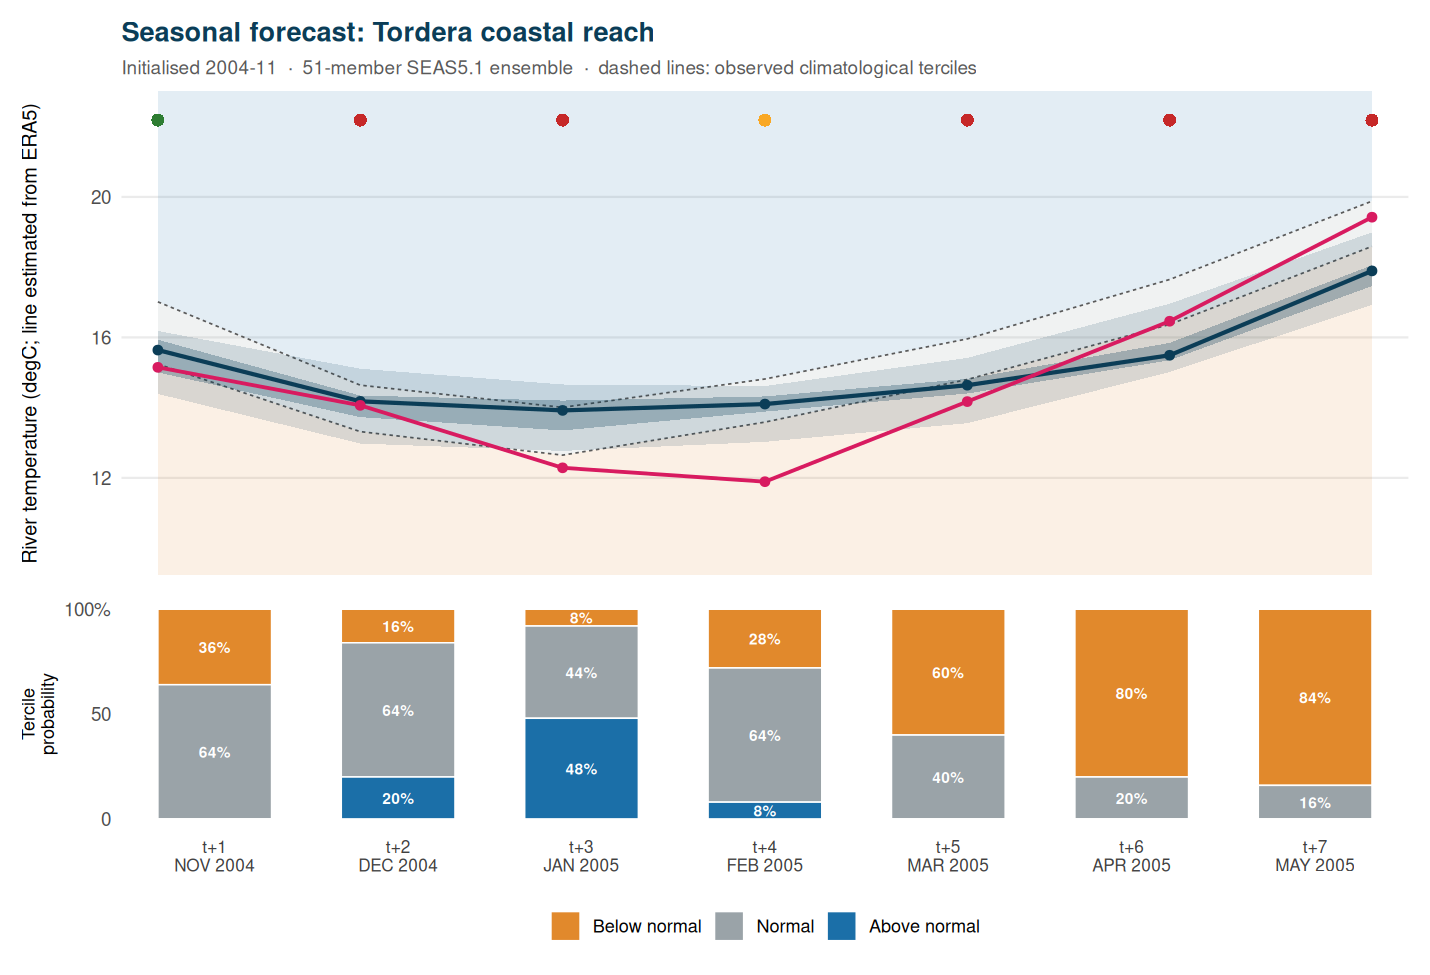 Seasonal forecast: Tordera coastal reach
Initialised 2004-11 · 51-member SEAS5.1 ensemble · dashed lines: observed climatological terciles
River temperature (degC; line estimated from ERA5)
20
16
12
Tercile
probability
100%
50
0
36%
64%
16%
64%
20%
8%
44%
48%
28%
64%
8%
60%
40%
80%
20%
84%
16%
t+1
NOV 2004
t+2
DEC 2004
t+3
JAN 2005
t+4
FEB 2005
t+5
MAR 2005
t+6
APR 2005
t+7
MAY 2005
Below normal
Normal
Above normal